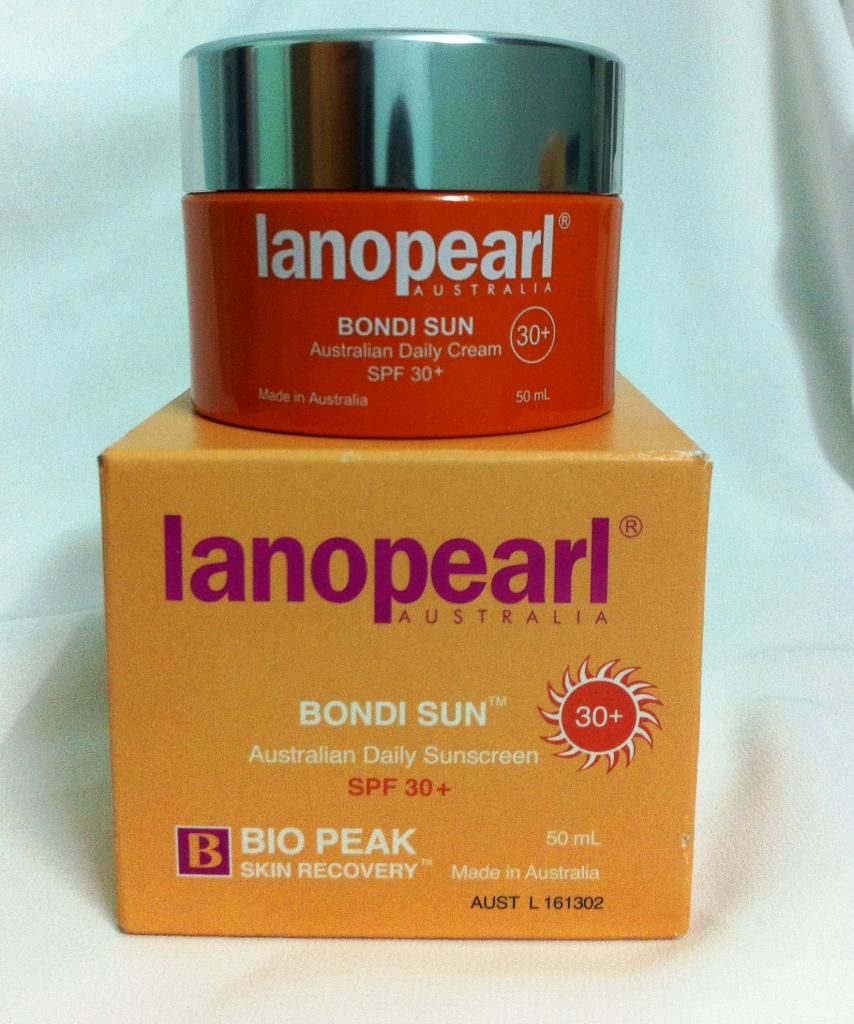 lanopearl®
AUSTRALIA
BONDI SUN
Australian Daily Cream 30+
SPF 30+
Made in Australia 50 mL
lanopearl®
AUSTRALIA
BONDI SUN™
30+
Australian Daily Sunscreen
SPF 30+
B BIO PEAK
SKIN RECOVERY™
50 mL
Made in Australia
AUST L 161302